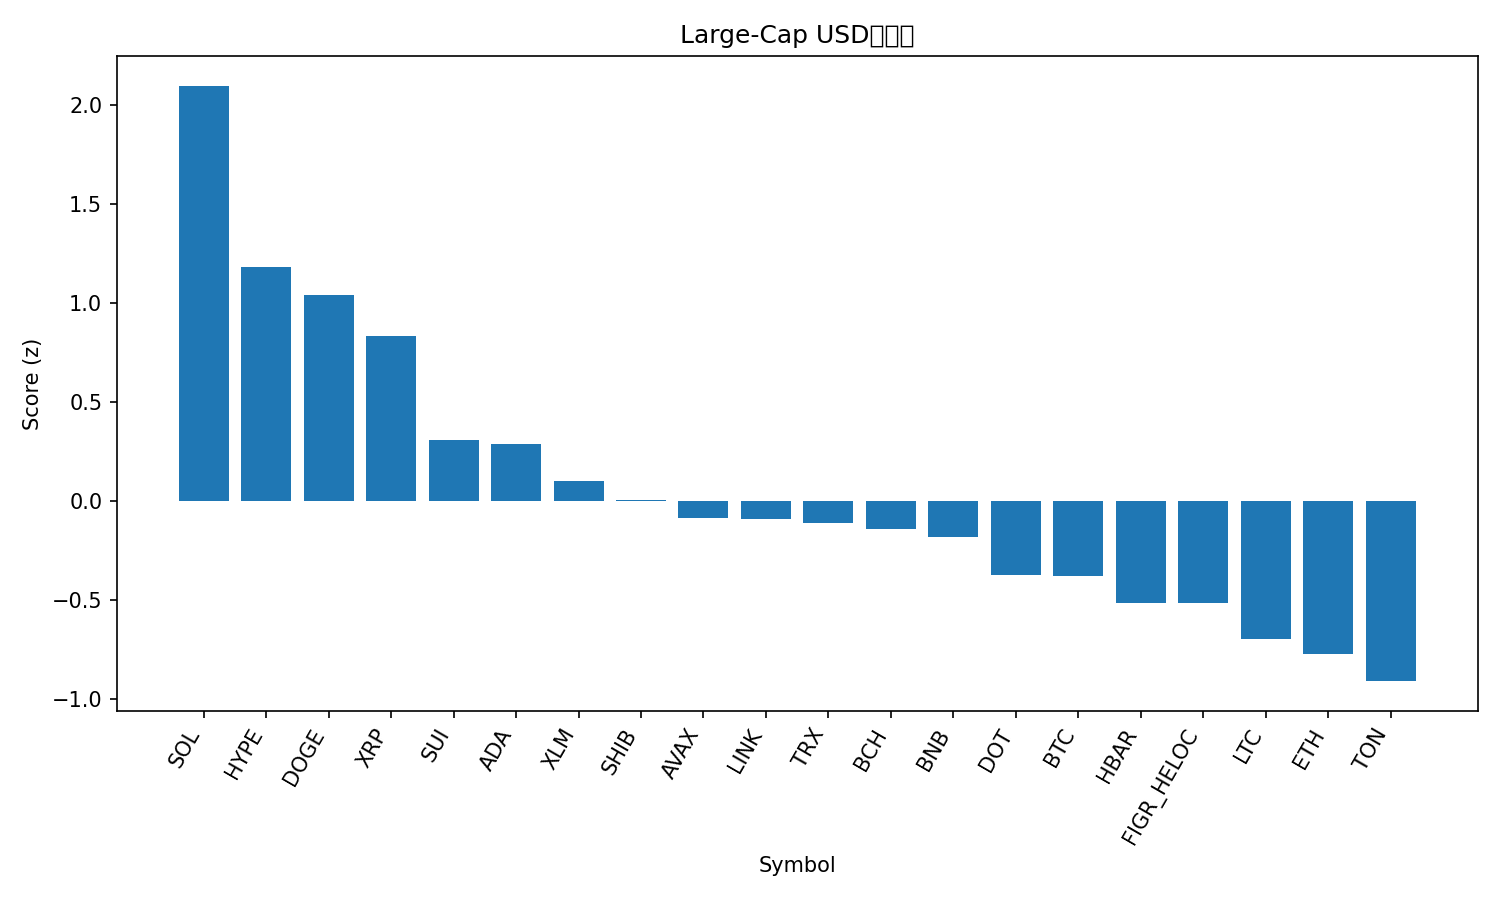 Large-Cap USD
Score (z)
2.0
1.5
1.0
0.5
0.0
−0.5
−1.0
SOL
HYPE
DOGE
XRP
SUI
ADA
XLM
SHIB
AVAX
LINK
TRX
BCH
BNB
DOT
BTC
HBAR
FIGR_HELOC
LTC
ETH
TON
Symbol